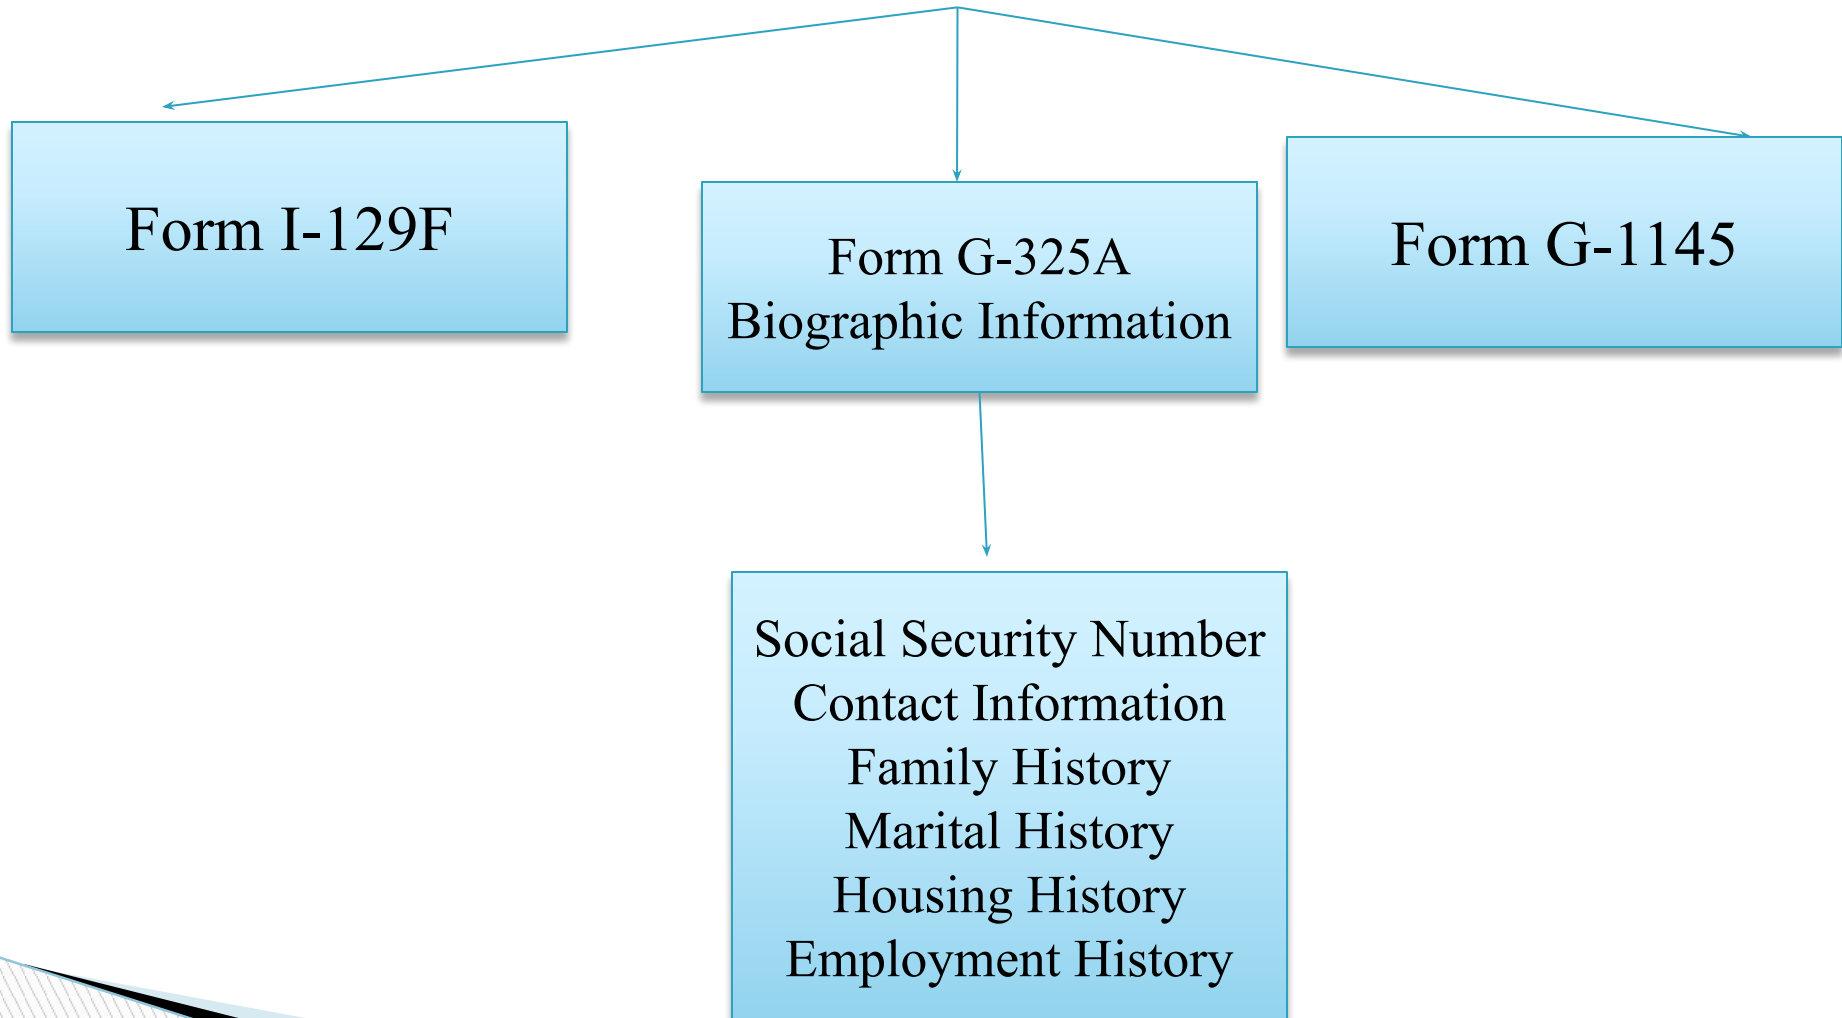 Form I-129F
Form G-325A
Biographic Information
Form G-1145
Social Security Number
Contact Information
Family History
Marital History
Housing History
Employment History